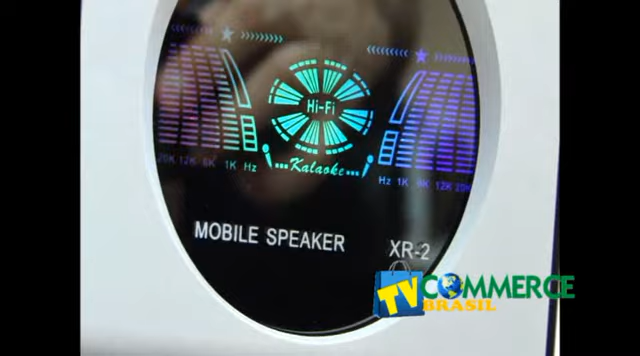 Hi-Fi
Kalaoke
20K 12K 6K 1K Hz
Hz 1K 6K 12K 20K
MOBILE SPEAKER
XR-2
TV COMMERCE
BRASIL